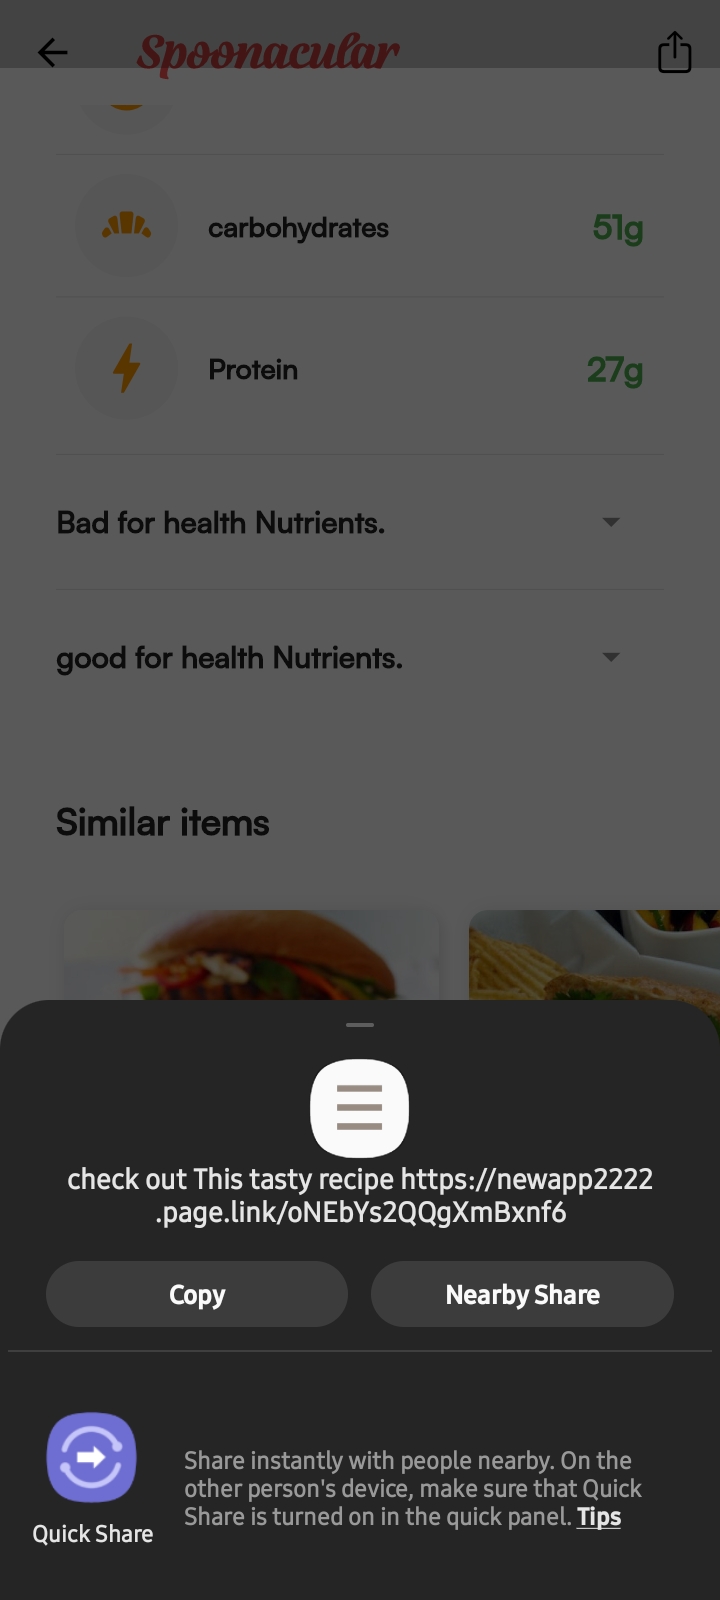 Spoonacular
carbohydrates 51g
Protein 27g
Bad for health Nutrients.
good for health Nutrients.
Similar items
check out This tasty recipe https://newapp2222
.page.link/oNEbYs2QQgXmBxnf6
Copy Nearby Share
Share instantly with people nearby. On the
other person's device, make sure that Quick
Share is turned on in the quick panel. Tips
Quick Share